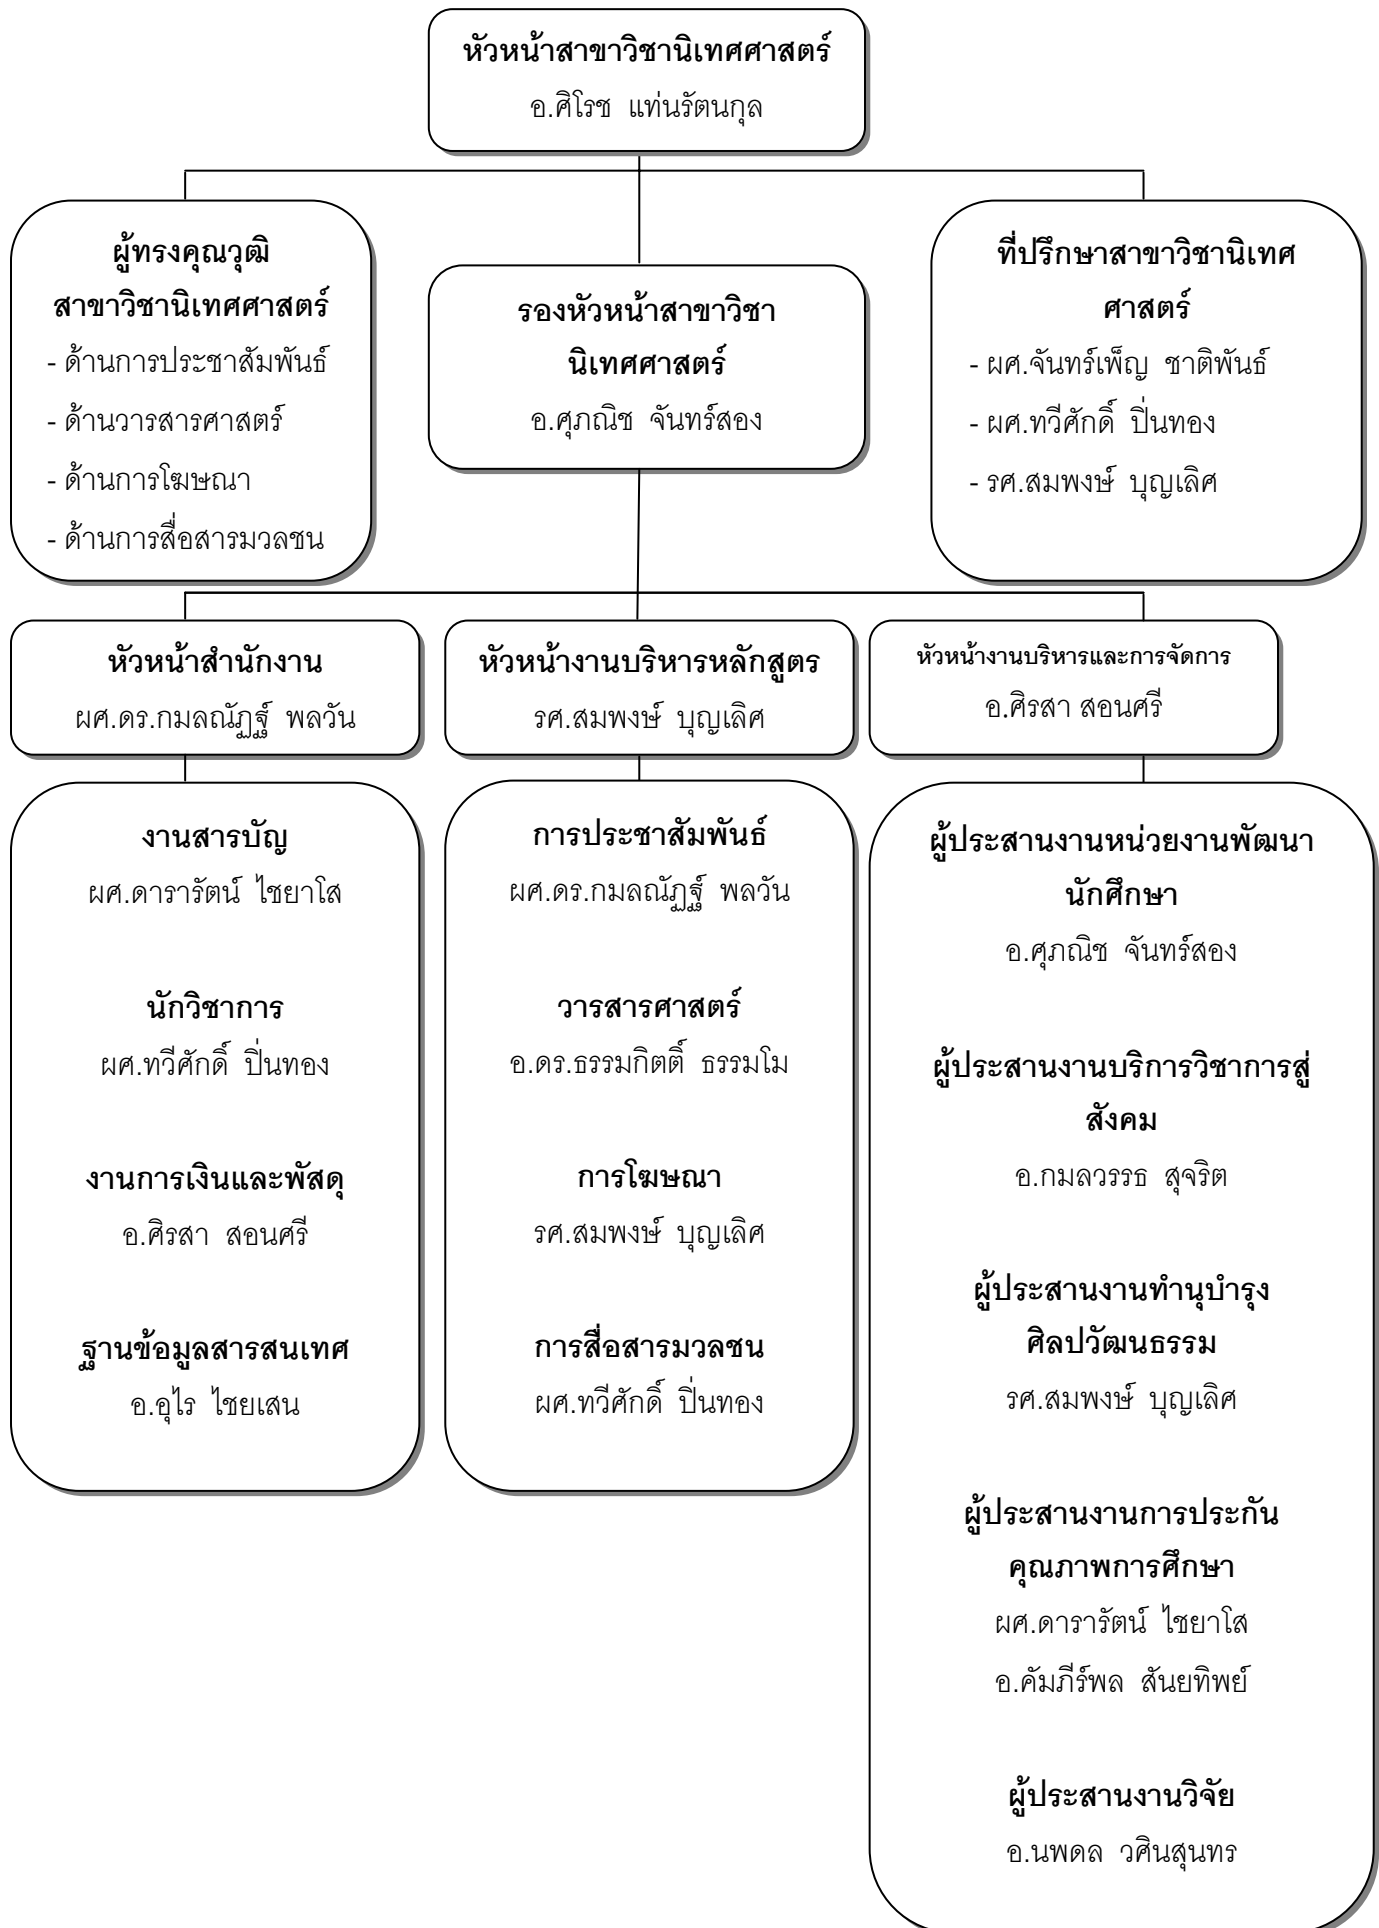 หัวหน้าสาขาวิชานิเทศศาสตร์
อ.ศิโรช  แท่นรัตนกุล
ผู้ทรงคุณวุฒิ
สาขาวิชานิเทศศาสตร์
- ด้านการประชาสัมพันธ์
- ด้านวารสารศาสตร์
- ด้านการโฆษณา
- ด้านการสื่อสารมวลชน
รองหัวหน้าสาขาวิชา
นิเทศศาสตร์
อ.ศุภณิช  จันทร์สอง
ที่ปรึกษาสาขาวิชานิเทศ
ศาสตร์
- ผศ.จันทร์เพ็ญ  ชาติพันธ์
- ผศ.ทวีศักดิ์  ปิ่นทอง
- รศ.สมพงษ์  บุญเลิศ
หัวหน้าสำนักงาน
ผศ.ดร.กมลณัฏฐ์  พลวัน
หัวหน้างานบริหารหลักสูตร
รศ.สมพงษ์  บุญเลิศ
หัวหน้างานบริหารและการจัดการ
อ.ศิรสา สอนศรี
งานสารบัญ
ผศ.ดารารัตน์  ไชยาโส
นักวิชาการ
ผศ.ทวีศักดิ์  ปิ่นทอง
งานการเงินและพัสดุ
อ.ศิรสา  สอนศรี
ฐานข้อมูลสารสนเทศ
อ.อุไร  ไชยเสน
การประชาสัมพันธ์
ผศ.ดร.กมลณัฏฐ์  พลวัน
วารสารศาสตร์
อ.ดร.ธรรมกิตติ์  ธรรมโม
การโฆษณา
รศ.สมพงษ์  บุญเลิศ
การสื่อสารมวลชน
ผศ.ทวีศักดิ์  ปิ่นทอง
ผู้ประสานงานหน่วยงานพัฒนา
นักศึกษา
อ.ศุภณิช  จันทร์สอง
ผู้ประสานงานบริการวิชาการสู่
สังคม
อ.กมลวรรธ  สุจริต
ผู้ประสานงานทำนุบำรุง
ศิลปวัฒนธรรม
รศ.สมพงษ์  บุญเลิศ
ผู้ประสานงานการประกัน
คุณภาพการศึกษา
ผศ.ดารารัตน์  ไชยาโส
อ.คัมภีร์พล  สันยทิพย์
ผู้ประสานงานวิจัย
อ.นพดล  วศินสุนทร